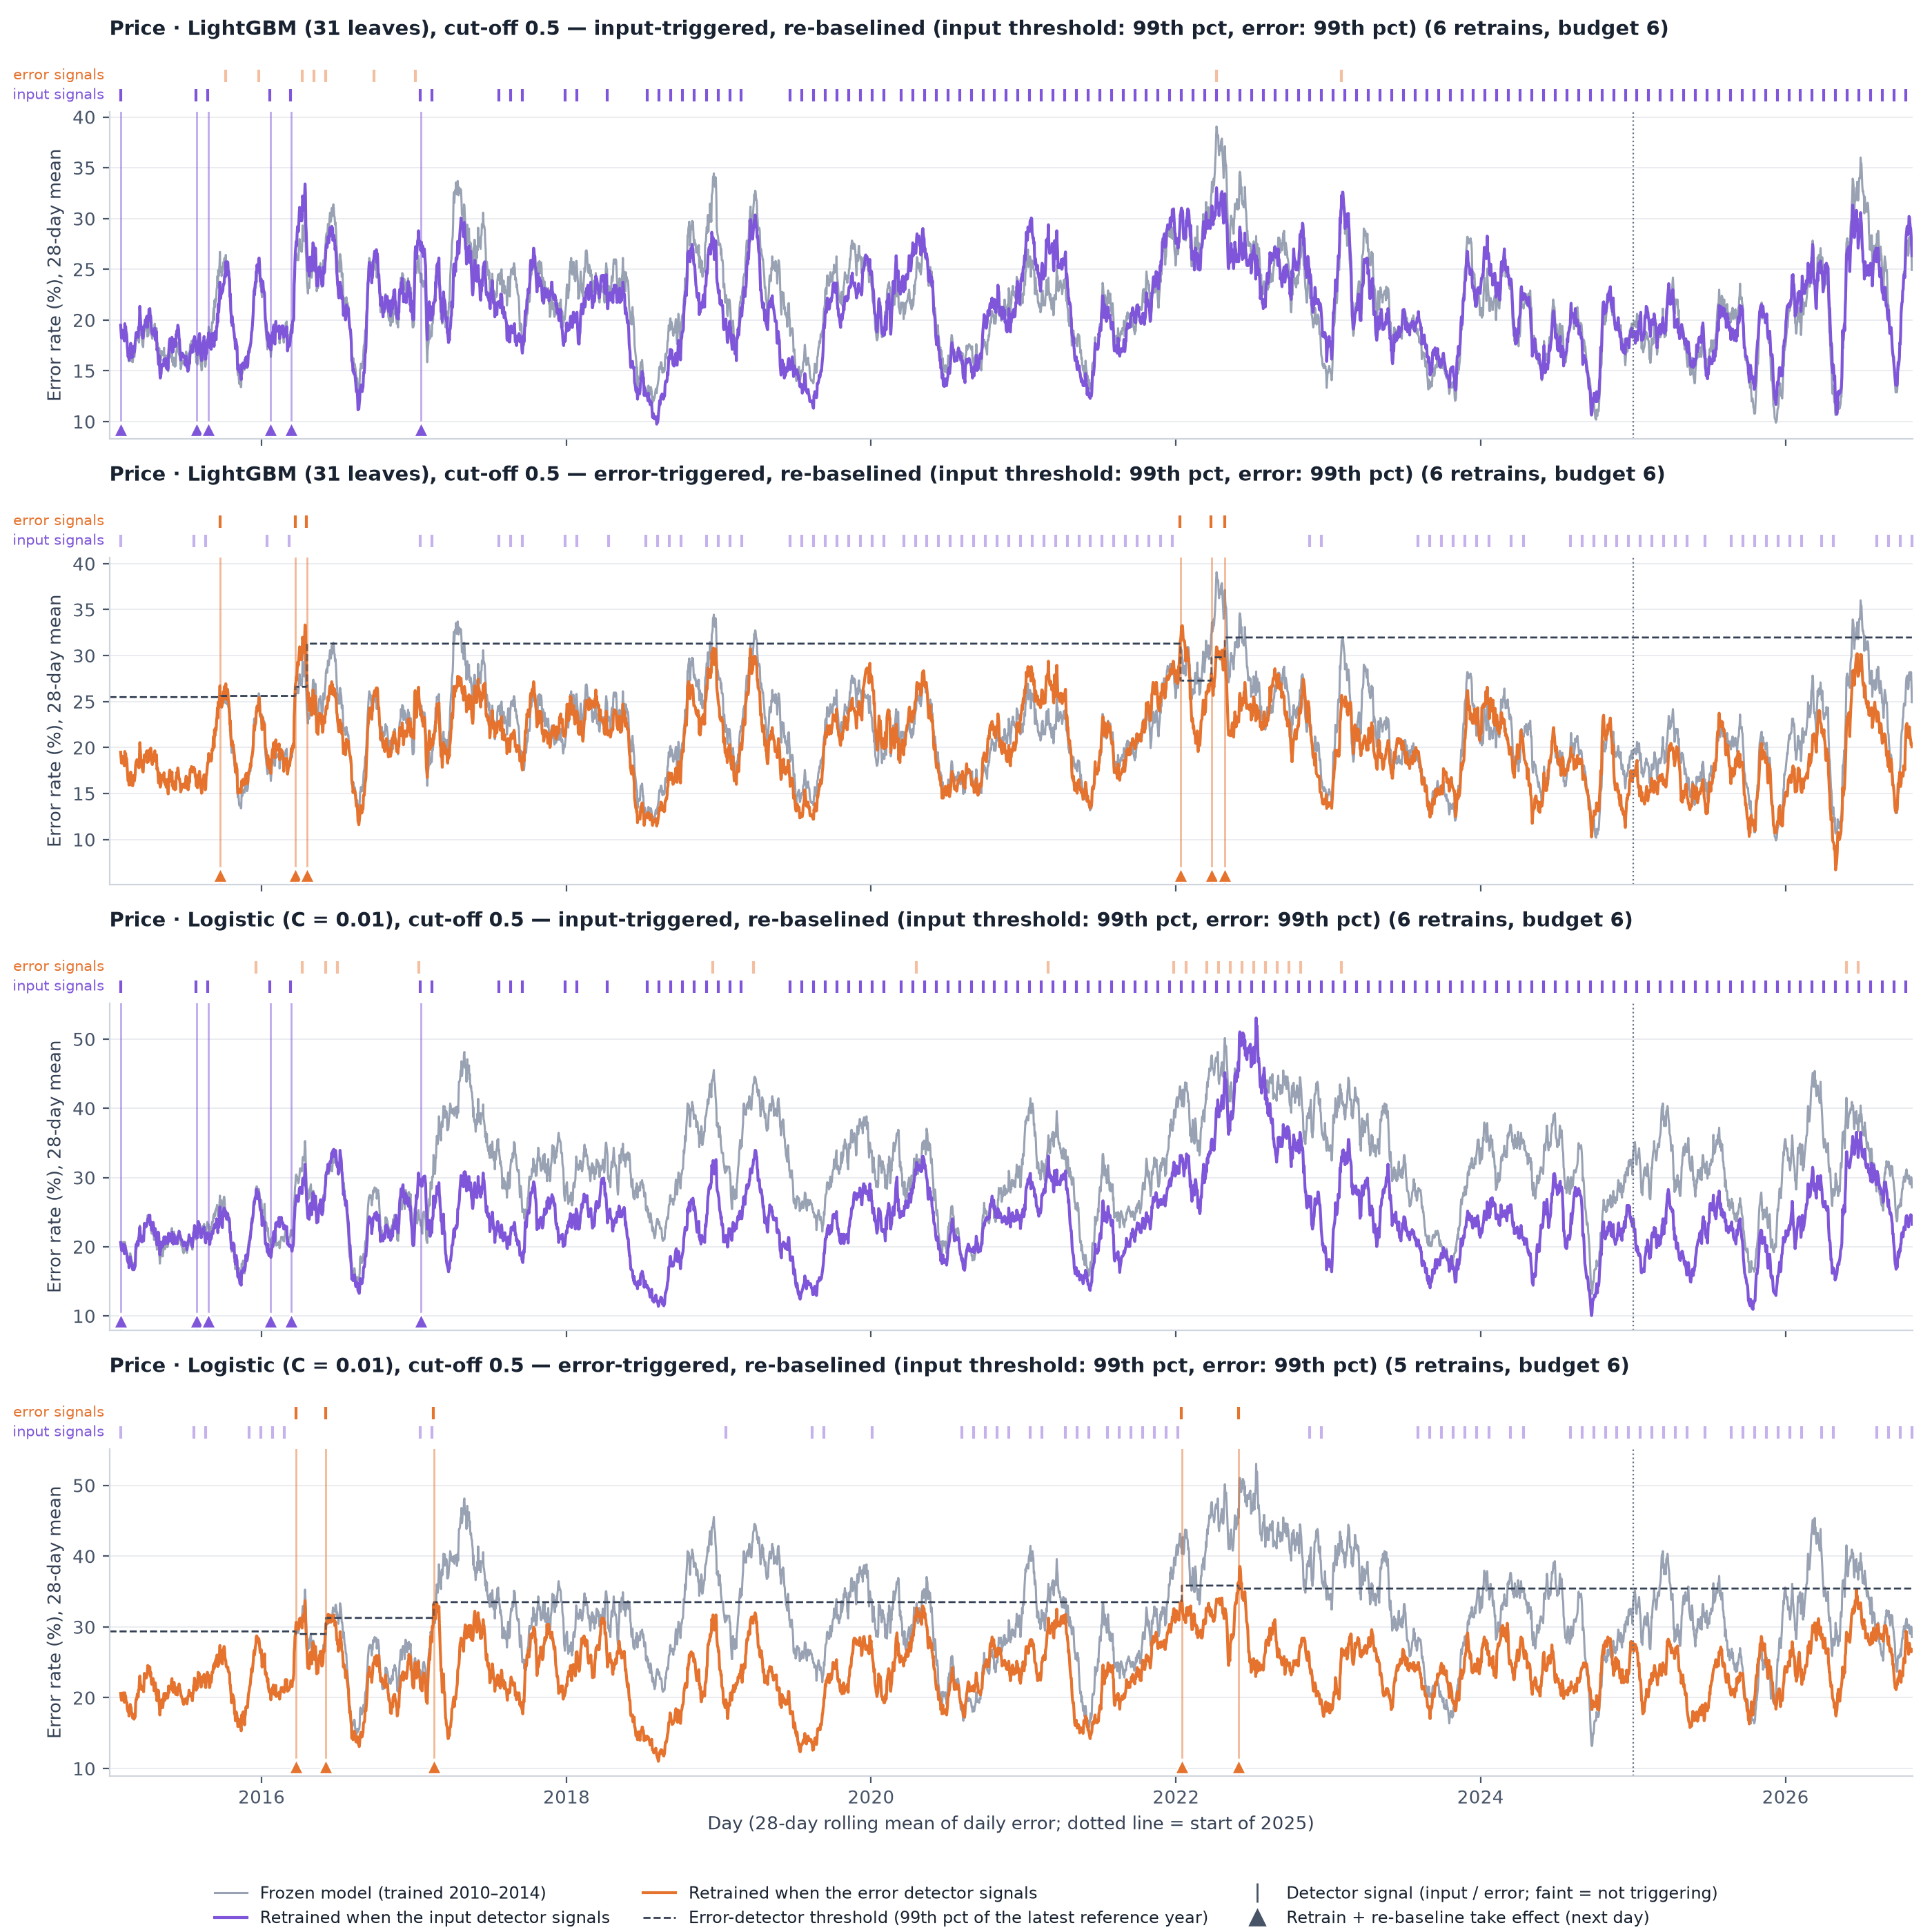 Price · LightGBM (31 leaves), cut-off 0.5 — input-triggered, re-baselined (input threshold: 99th pct, error: 99th pct) (6 retrains, budget 6)
error signals
input signals
40
35
30
25
20
15
10
Error rate (%), 28-day mean
Price · LightGBM (31 leaves), cut-off 0.5 — error-triggered, re-baselined (input threshold: 99th pct, error: 99th pct) (6 retrains, budget 6)
error signals
input signals
40
35
30
25
20
15
10
Error rate (%), 28-day mean
Price · Logistic (C = 0.01), cut-off 0.5 — input-triggered, re-baselined (input threshold: 99th pct, error: 99th pct) (6 retrains, budget 6)
error signals
input signals
50
40
30
20
10
Error rate (%), 28-day mean
Price · Logistic (C = 0.01), cut-off 0.5 — error-triggered, re-baselined (input threshold: 99th pct, error: 99th pct) (5 retrains, budget 6)
error signals
input signals
50
40
30
20
10
Error rate (%), 28-day mean
2016 2018 2020 2022 2024 2026
Day (28-day rolling mean of daily error; dotted line = start of 2025)
Frozen model (trained 2010–2014)
Retrained when the input detector signals
Retrained when the error detector signals
Error-detector threshold (99th pct of the latest reference year)
Detector signal (input / error; faint = not triggering)
Retrain + re-baseline take effect (next day)